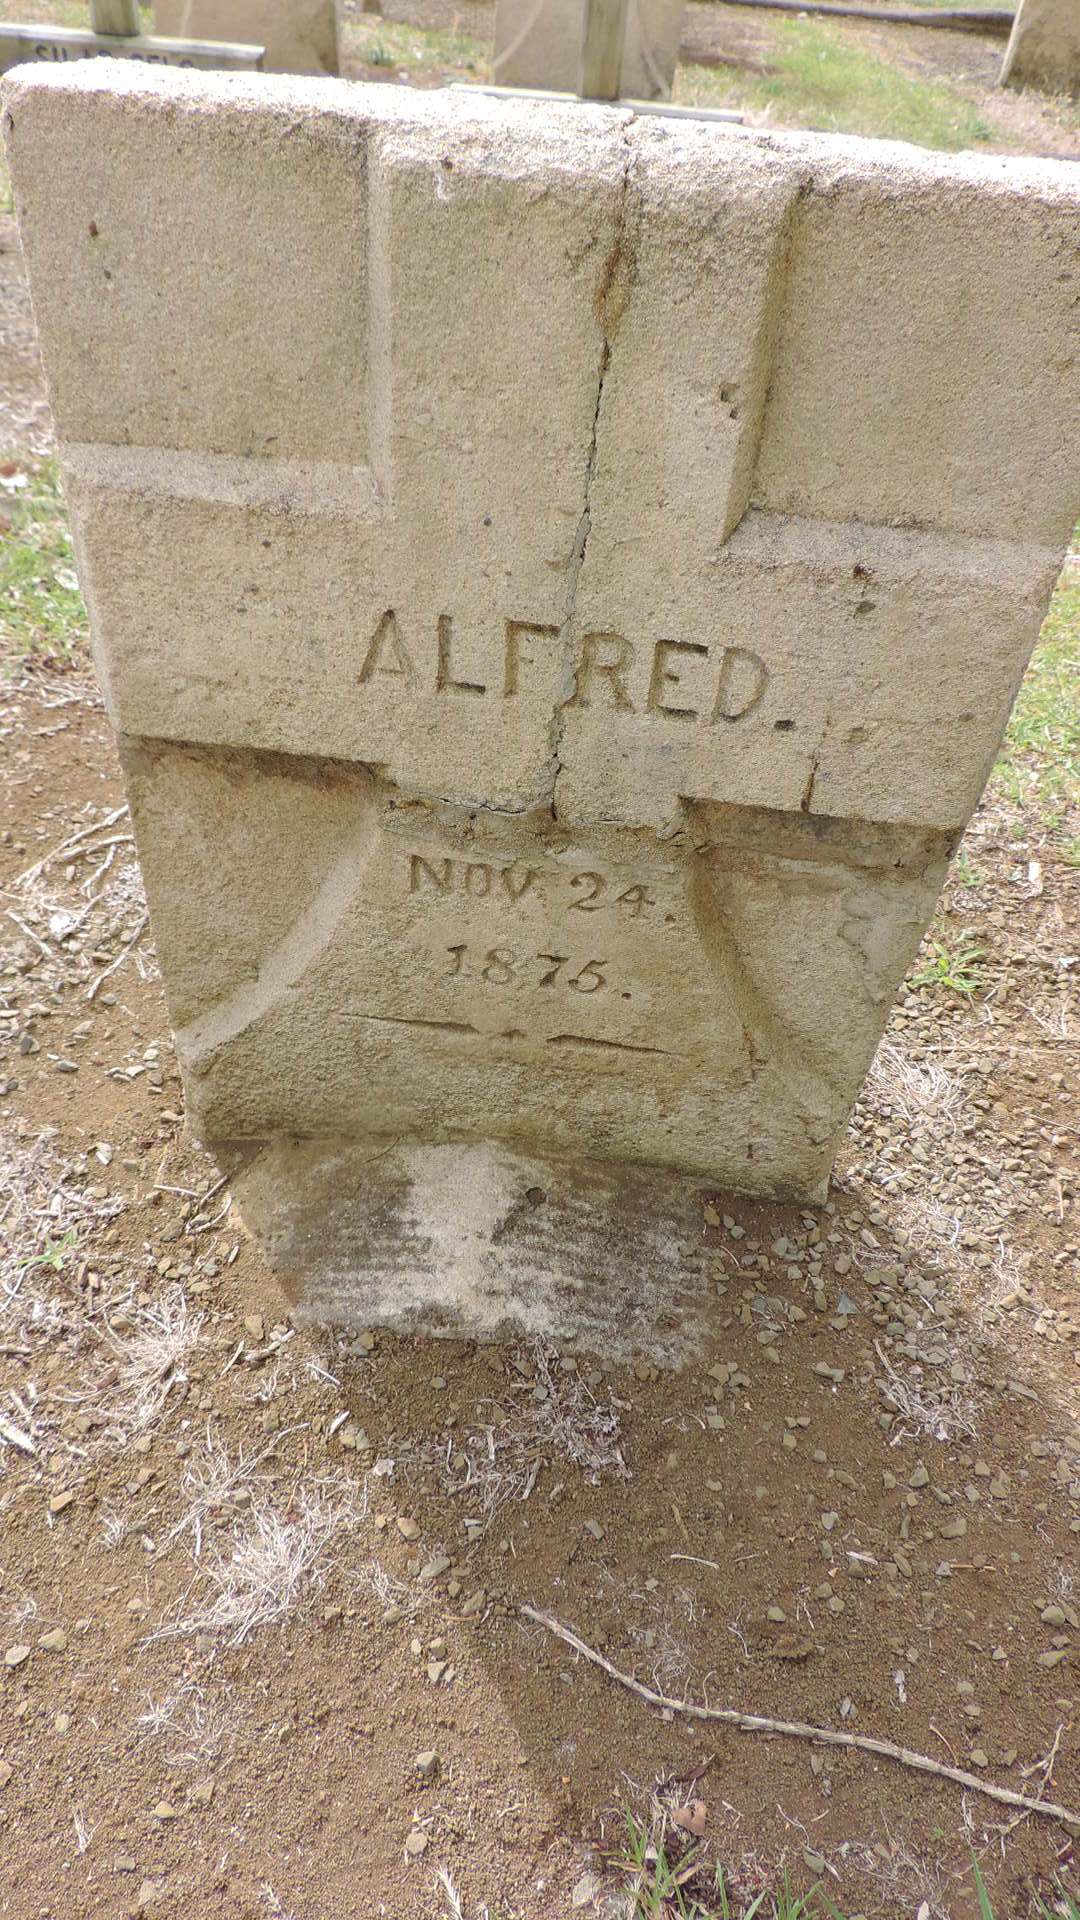 ALFRED.
NOV. 24.
1875.